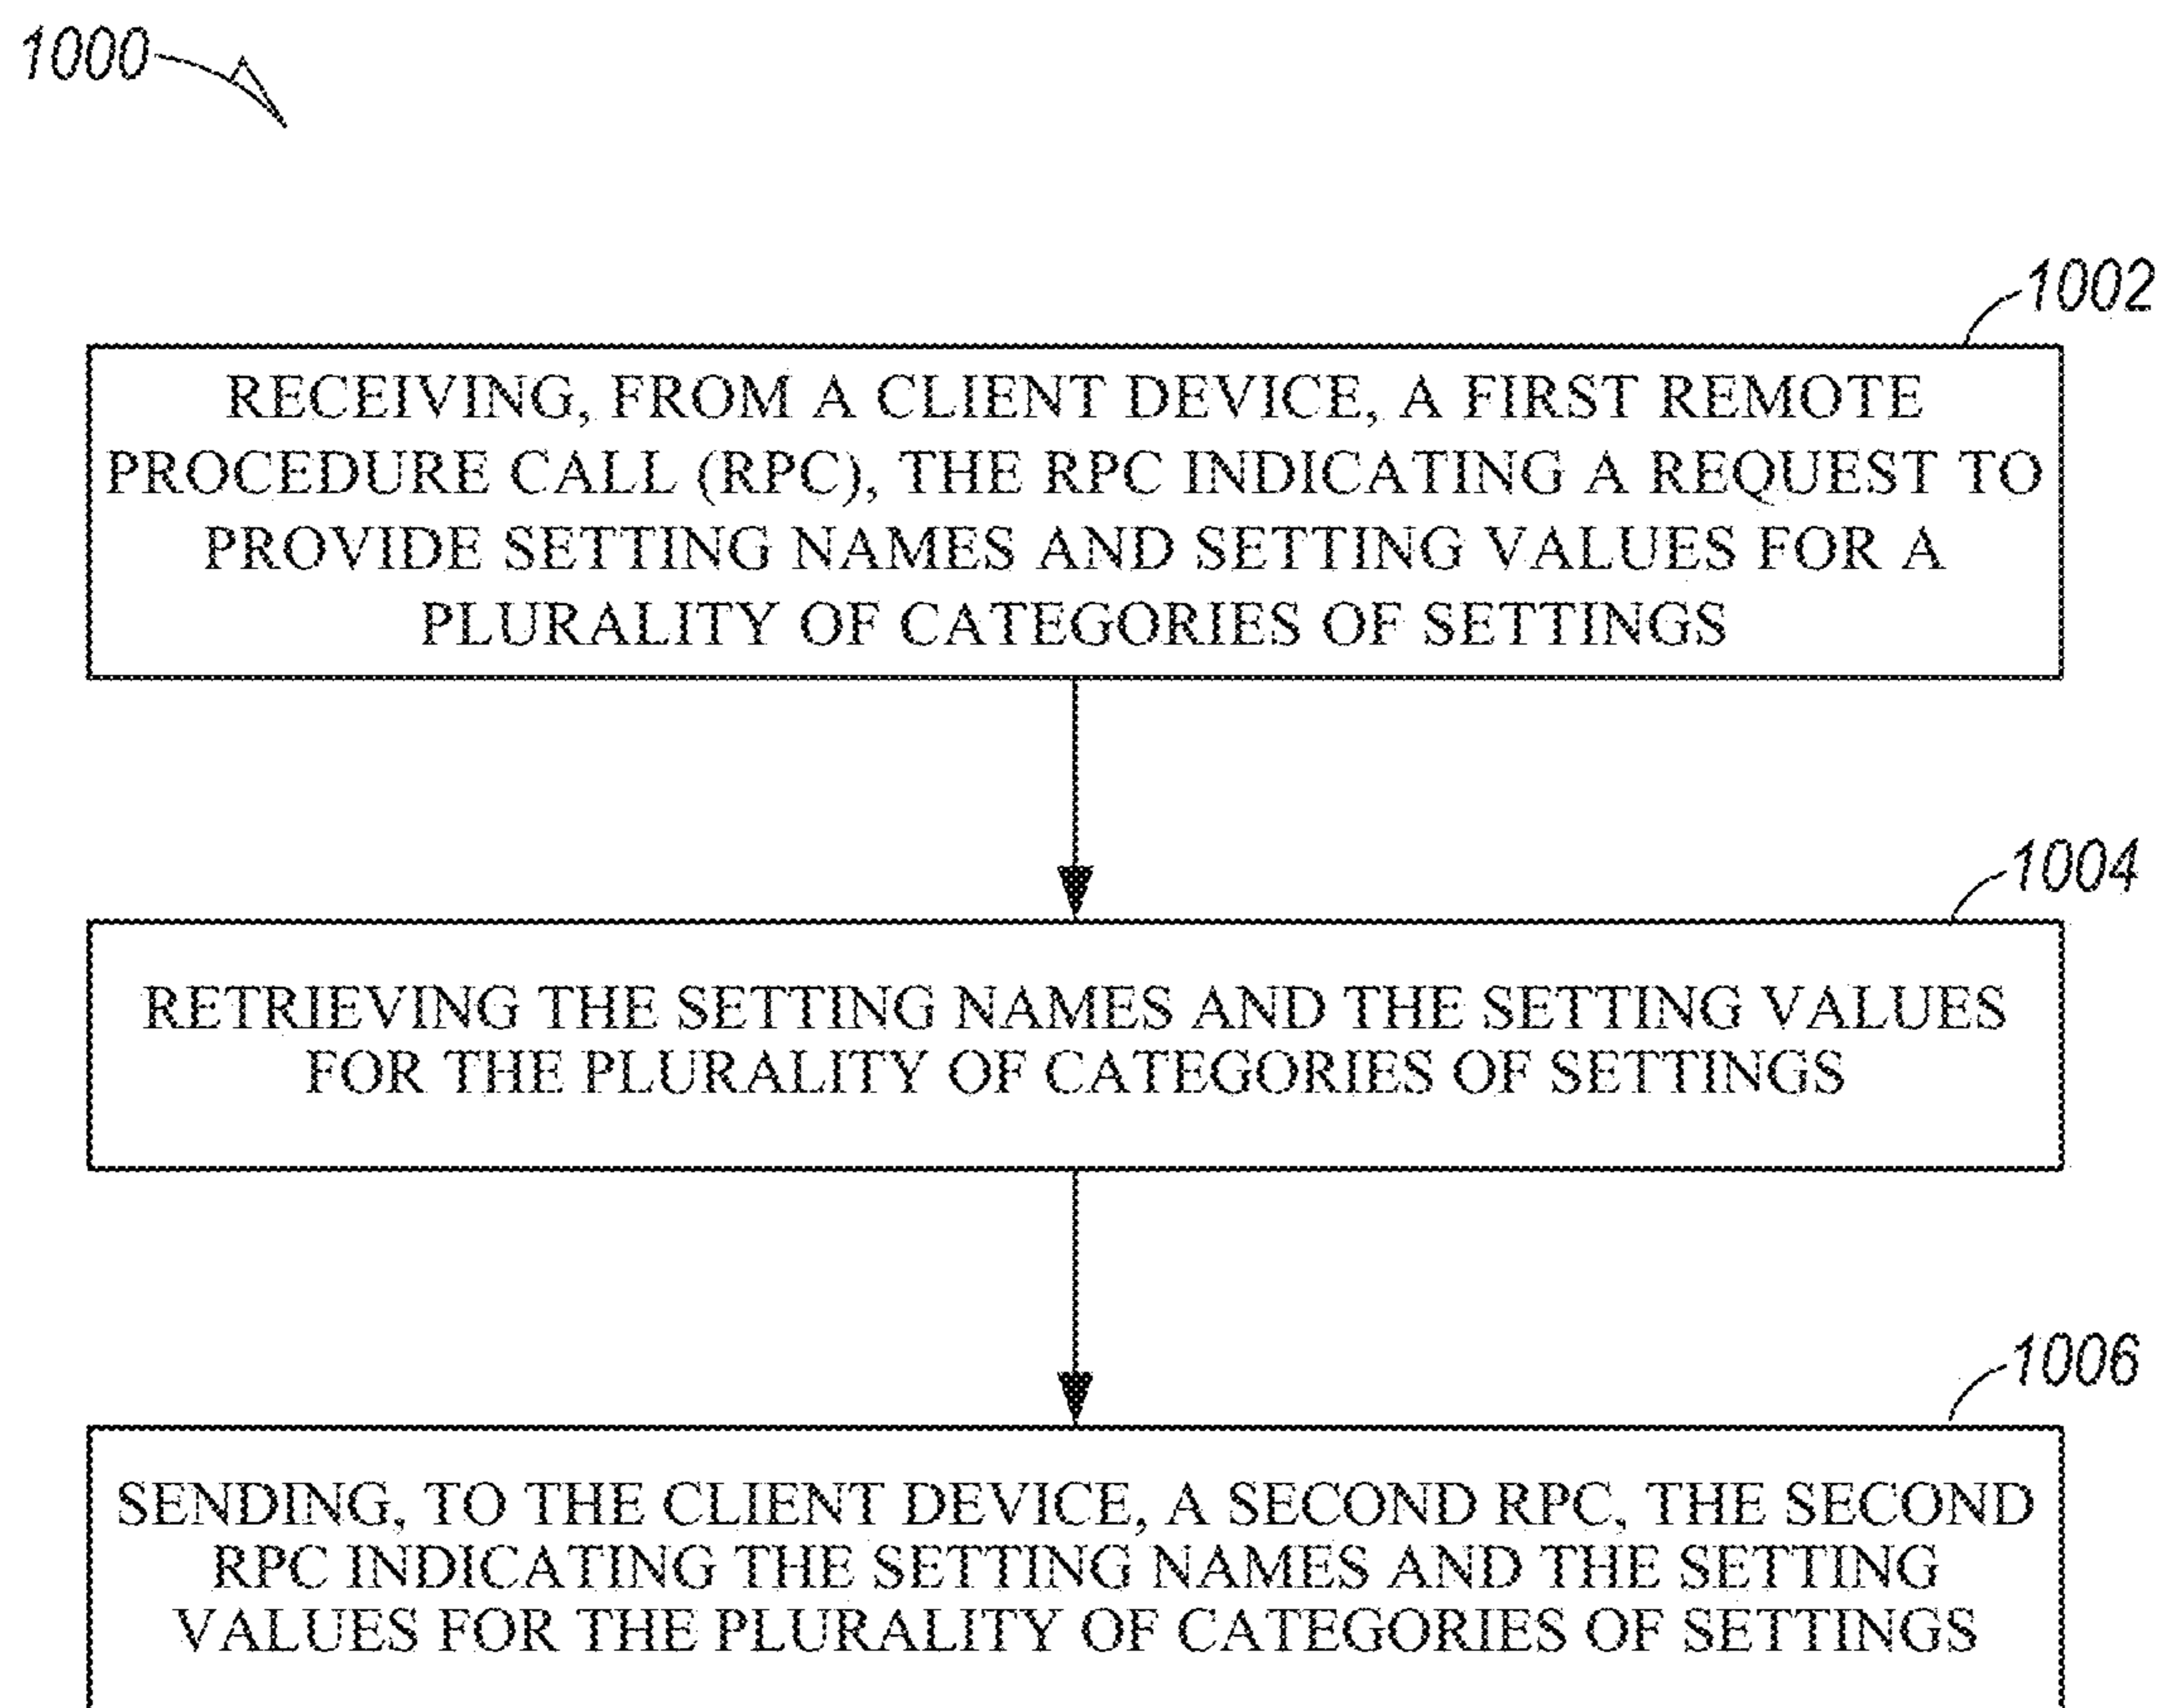 1000
1002
RECEIVING, FROM A CLIENT DEVICE, A FIRST REMOTE
PROCEDURE CALL (RPC), THE RPC INDICATING A REQUEST TO
PROVIDE SETTING NAMES AND SETTING VALUES FOR A
PLURALITY OF CATEGORIES OF SETTINGS
1004
RETRIEVING THE SETTING NAMES AND THE SETTING VALUES
FOR THE PLURALITY OF CATEGORIES OF SETTINGS
1006
SENDING, TO THE CLIENT DEVICE, A SECOND RPC, THE SECOND
RPC INDICATING THE SETTING NAMES AND THE SETTING
VALUES FOR THE PLURALITY OF CATEGORIES OF SETTINGS